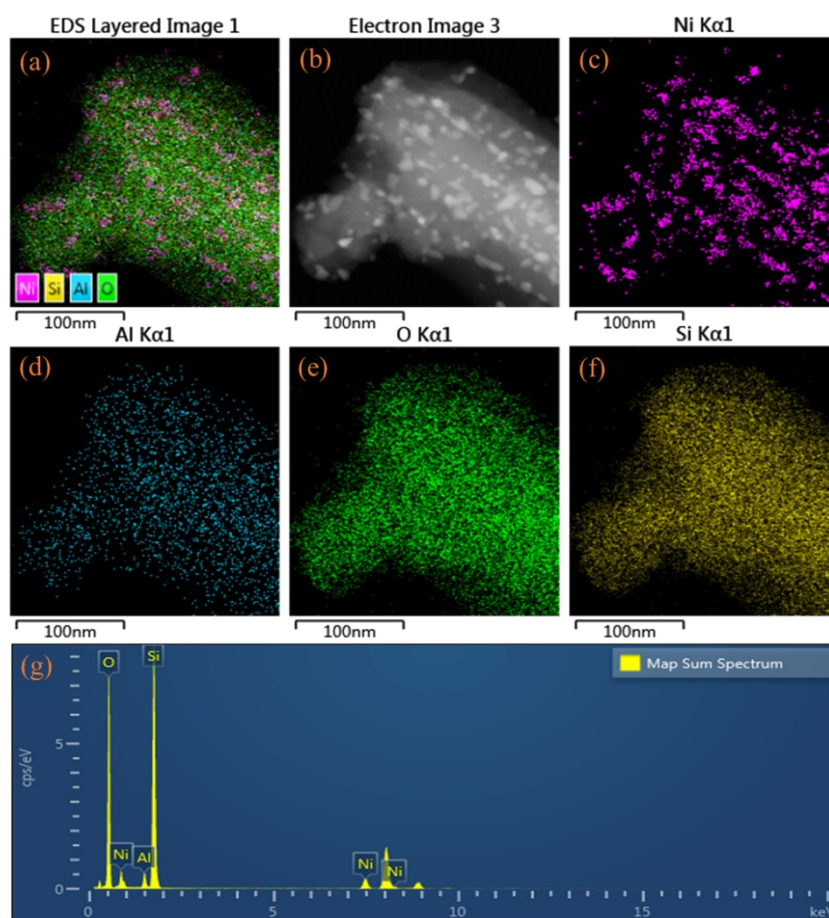 EDS Layered Image 1 Electron Image 3 Ni Kα1
(a) (b) (c)
Ni Si Al O
100nm 100nm 100nm
Al Kα1 O Kα1 Si Kα1
(d) (e) (f)
100nm 100nm 100nm
(g)
Map Sum Spectrum
O Si
5
cps/eV
Ni Al Ni Ni
0
0 5 10 15 keV